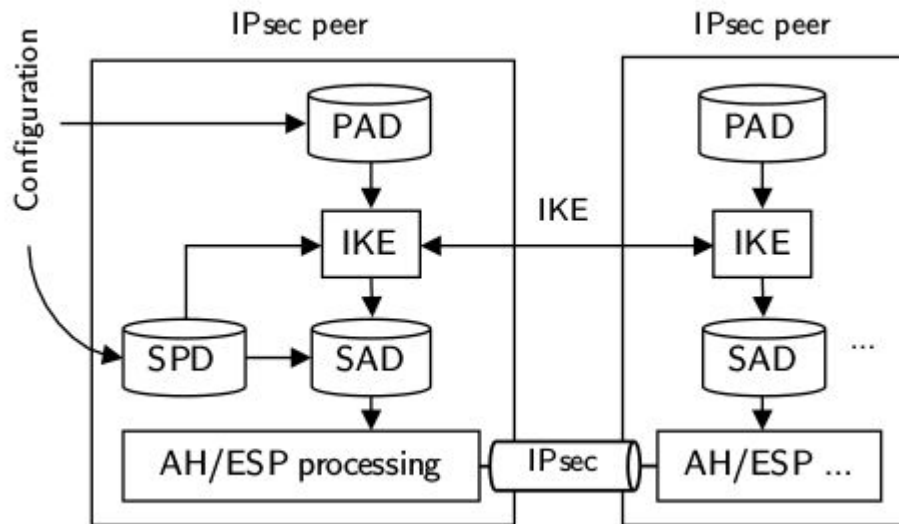 IPsec peer
IPsec peer
Configuration
PAD
PAD
IKE
IKE
IKE
SPD
SAD
SAD
...
AH/ESP processing
IPsec
AH/ESP ...